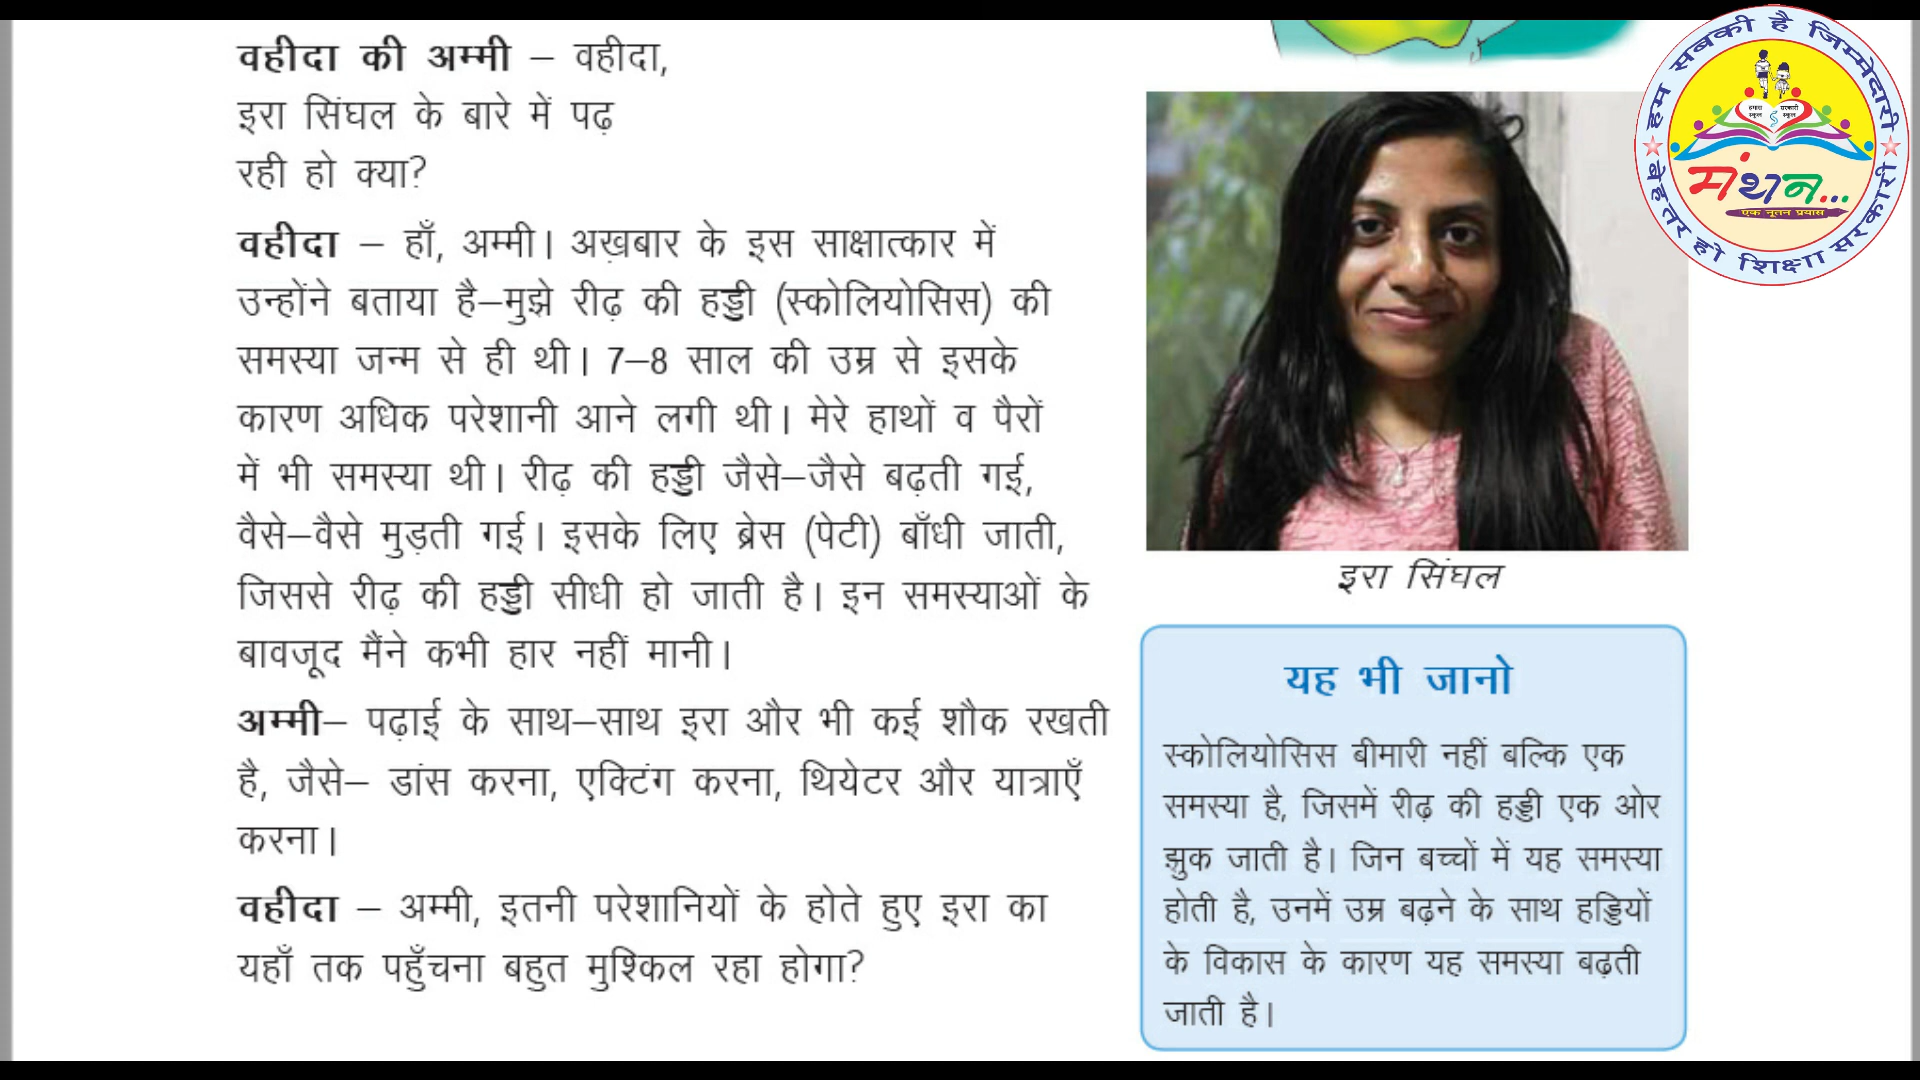 वहीदा की अम्मी – वहीदा,
इरा सिंघल के बारे में पढ़
रही हो क्या?
वहीदा – हाँ, अम्मी। अख़बार के इस साक्षात्कार में
उन्होंने बताया है–मुझे रीढ़ की हड्डी (स्कोलियोसिस) की
समस्या जन्म से ही थी। 7–8 साल की उम्र से इसके
कारण अधिक परेशानी आने लगी थी। मेरे हाथों व पैरों
में भी समस्या थी। रीढ़ की हड्डी जैसे–जैसे बढ़ती गई,
वैसे–वैसे मुड़ती गई। इसके लिए ब्रेस (पेटी) बाँधी जाती,
जिससे रीढ़ की हड्डी सीधी हो जाती है। इन समस्याओं के
बावजूद मैंने कभी हार नहीं मानी।
अम्मी– पढ़ाई के साथ–साथ इरा और भी कई शौक रखती
है, जैसे– डांस करना, एक्टिंग करना, थियेटर और यात्राएँ
करना।
वहीदा – अम्मी, इतनी परेशानियों के होते हुए इरा का
यहाँ तक पहुँचना बहुत मुश्किल रहा होगा?
इरा सिंघल
यह भी जानो
स्कोलियोसिस बीमारी नहीं बल्कि एक
समस्या है, जिसमें रीढ़ की हड्डी एक ओर
झुक जाती है। जिन बच्चों में यह समस्या
होती है, उनमें उम्र बढ़ने के साथ हड्डियों
के विकास के कारण यह समस्या बढ़ती
जाती है।
हम सबकी है जिम्मेदारी
बेहतर हो शिक्षा सरकारी
हमारा स्कूल
सरकारी स्कूल
मंथन...
एक नूतन प्रयास